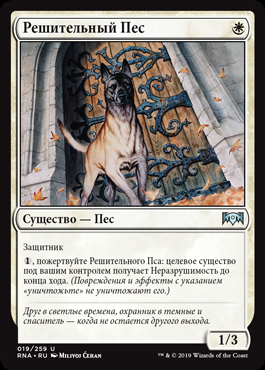 Решительный Пес
Существо — Пес
Защитник
1, пожертвуйте Решительного Пса: целевое существо
под вашим контролем получает Неразрушимость до
конца хода. (Повреждения и эффекты с указанием
«уничтожьте» не уничтожают его.)
Друг в светлые времена, охранник в темные и
спаситель — когда не остается другого выхода.
1/3
019/259 U
RNA • RU Milivoj Ćeran
™ & © 2019 Wizards of the Coast